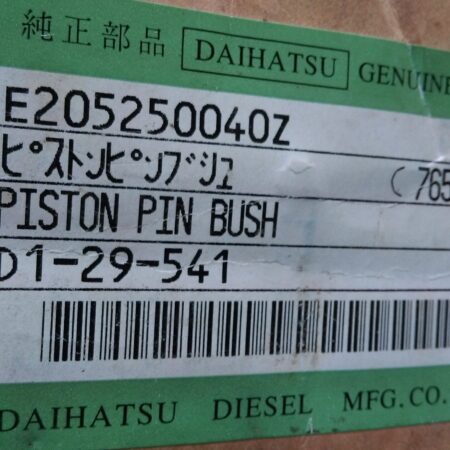 純正部品 DAIHATSU GENUINE
E205250040Z
ピストンピンブシュ (765
PISTON PIN BUSH
D1-29-541
DAIHATSU DIESEL MFG.CO.